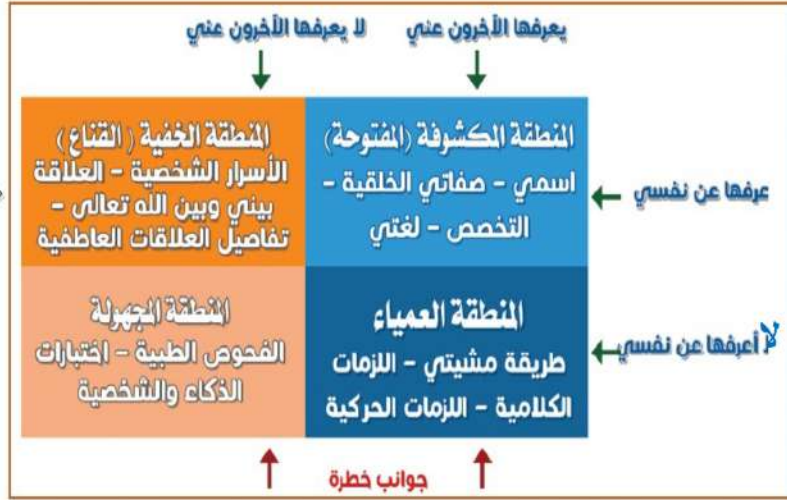 يعرفها الأخرون عني
لا يعرفها الأخرون عني
المنطقة المكشوفة (المفتوحة)
اسمي - صفاتي الخلقية -
التخصص - لغتي
المنطقة الخفية (القناع)
الأسرار الشخصية - العلاقة
بيني وبين الله تعالى -
تفاصيل العلاقات العاطفية
عرفها عن نفسي
المنطقة العمياء
طريقة مشيتي - اللزمات
الكلامية - اللزمات الحركية
المنطقة المجهولة
الفحوص الطبية - اختبارات
الذكاء والشخصية
لا أعرفها عن نفسي
جوانب خطرة